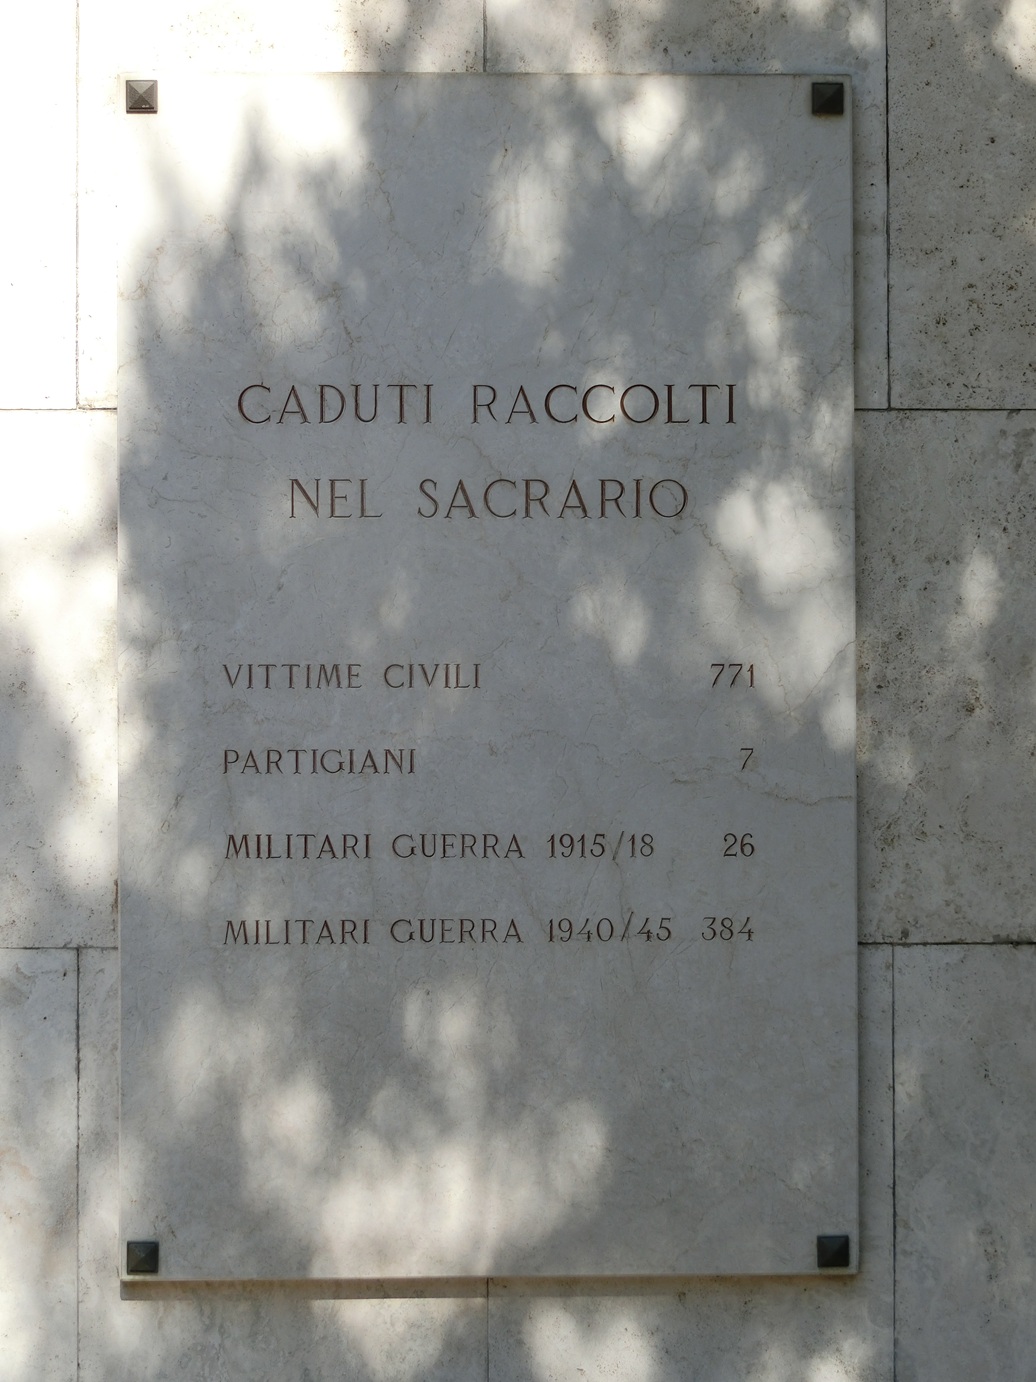 CADUTI RACCOLTI
NEL SACRARIO
VITTIME CIVILI 771
PARTIGIANI 7
MILITARI GUERRA 1915/18 26
MILITARI GUERRA 1940/45 384